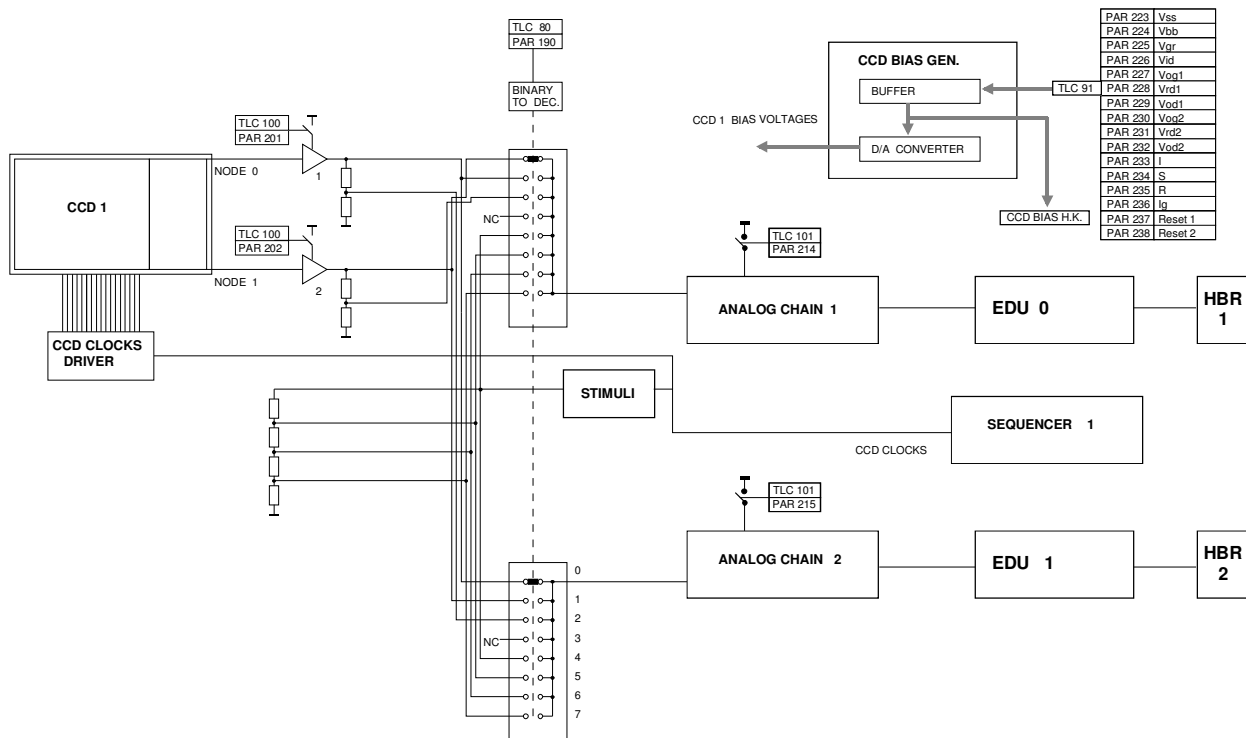 TLC 80
PAR 190
BINARY
TO DEC.
CCD BIAS GEN.
BUFFER
D/A CONVERTER
TLC 91
CCD 1 BIAS VOLTAGES
CCD BIAS H.K.
PAR 223 Vss
PAR 224 Vbb
PAR 225 Vgr
PAR 226 Vid
PAR 227 Vog1
PAR 228 Vrd1
PAR 229 Vod1
PAR 230 Vog2
PAR 231 Vrd2
PAR 232 Vod2
PAR 233 I
PAR 234 S
PAR 235 R
PAR 236 Ig
PAR 237 Reset 1
PAR 238 Reset 2
TLC 100
PAR 201
NODE 0
1
CCD 1
NC
TLC 100
PAR 202
NODE 1
2
CCD CLOCKS
DRIVER
TLC 101
PAR 214
ANALOG CHAIN 1
EDU 0
HBR
1
STIMULI
SEQUENCER 1
CCD CLOCKS
TLC 101
PAR 215
ANALOG CHAIN 2
EDU 1
HBR
2
0
1
2
NC
3
4
5
6
7